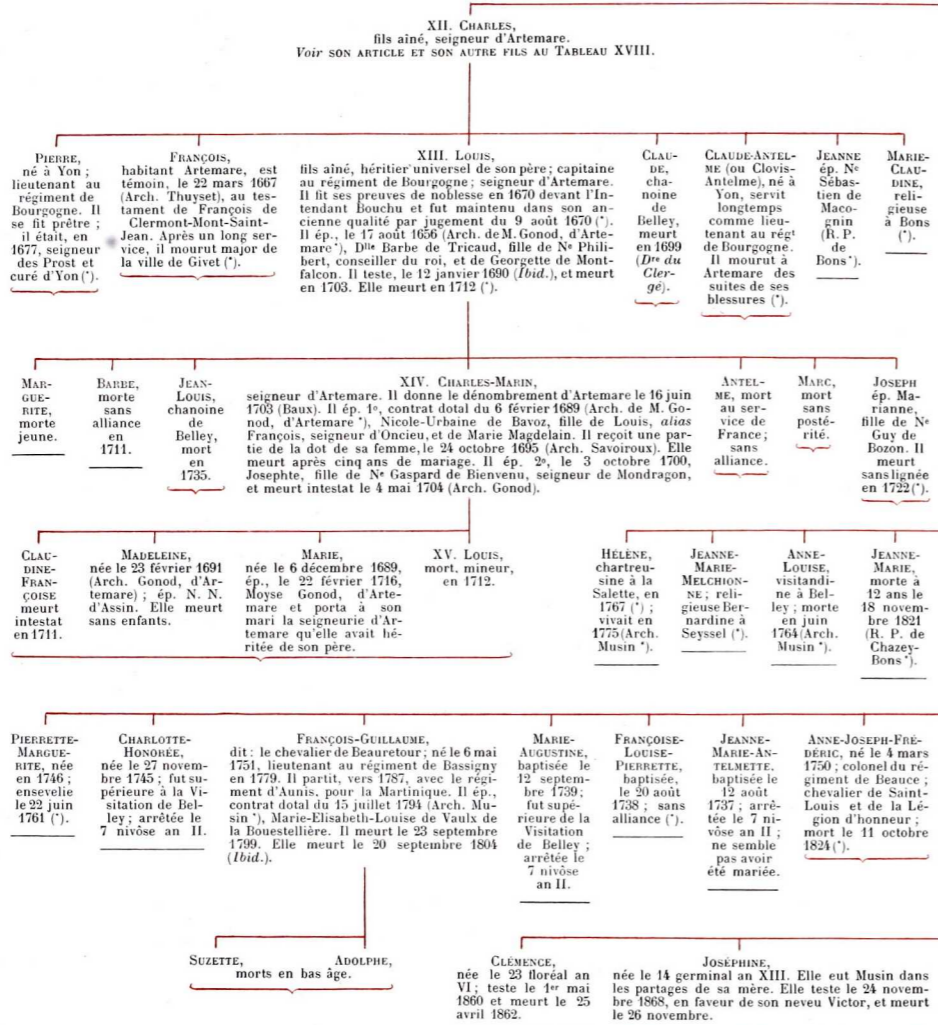 XII. CHARLES,
fils aîné, seigneur d'Artemare.
Voir SON ARTICLE ET SON AUTRE FILS AU TABLEAU XVIII.
PIERRE,
né à Yon ;
lieutenant au
régiment de
Bourgogne. Il
se fit prêtre ;
il était, en
1677, seigneur
des Prost et
curé d'Yon (*).
FRANÇOIS,
habitant Artemare, est
témoin, le 22 mars 1667
(Arch. Thuyset), au tes-
tament de François de
Clermont-Mont-Saint-
Jean. Après un long ser-
vice, il mourut major de
la ville de Givet (*).
XIII. LOUIS,
fils aîné, héritier universel de son père ; capitaine
au régiment de Bourgogne ; seigneur d'Artemare.
Il fit ses preuves de noblesse en 1670 devant l'In-
tendant Bouchu et fut maintenu dans son an-
cienne qualité par jugement du 9 août 1670 (*).
Il ép., le 17 août 1656 (Arch. de M. Gonod, d'Arte-
mare *), Dlle Barbe de Tricaud, fille de Ne Phili-
bert, conseiller du roi, et de Georgette de Mont-
falcon. Il teste, le 12 janvier 1690 (Ibid.), et meurt
en 1703. Elle meurt en 1712 (*).
CLAU-
DE,
cha-
noine
de
Belley,
meurt
en 1699
(Dre du
Cler-
gé).
CLAUDE-ANTEL-
ME (ou Clovis-
Antelme), né à
Yon, servit
longtemps
comme lieu-
tenant au régt
de Bourgogne.
Il mourut à
Artemare des
suites de ses
blessures (*).
JEANNE
ép. Ne
Sébas-
tien de
Maco-
gnin
(R. P.
de
Bons *).
MARIE-
CLAU-
DINE,
reli-
gieuse
à Bons
(*).
MAR-
GUE-
RITE,
morte
jeune.
BARBE,
morte
sans
alliance
en
1711.
JEAN-
LOUIS,
chanoine
de
Belley,
mort
en
1735.
XIV. CHARLES-MARIN,
seigneur d'Artemare. Il donne le dénombrement d'Artemare le 16 juin
1703 (Baux). Il ép. 1º, contrat dotal du 6 février 1689 (Arch. de M. Go-
nod, d'Artemare *), Nicole-Urbaine de Bavoz, fille de Louis, alias
François, seigneur d'Oncieu, et de Marie Magdelain. Il reçoit une par-
tie de la dot de sa femme, le 24 octobre 1695 (Arch. Savoiroux). Elle
meurt après cinq ans de mariage. Il ép. 2º, le 3 octobre 1700,
Josephte, fille de Ne Gaspard de Bienvenu, seigneur de Mondragon,
et meurt intestat le 4 mai 1704 (Arch. Gonod).
ANTEL-
ME, mort
au ser-
vice de
France ;
sans
alliance.
MARC,
mort
sans
posté-
rité.
JOSEPH
ép. Ma-
rianne,
fille de Ne
Guy de
Bozon. Il
meurt
sans lignée
en 1722 (*).
CLAU-
DINE-
FRAN-
ÇOISE
meurt
intestat
en 1711.
MADELEINE,
née le 23 février 1691
(Arch. Gonod, d'Ar-
temare) ; ép. N. N.
d'Assin. Elle meurt
sans enfants.
MARIE,
née le 6 décembre 1689,
ép., le 22 février 1716,
Moyse Gonod, d'Arte-
mare et porta à son
mari la seigneurie d'Ar-
temare qu'elle avait hé-
ritée de son père.
XV. LOUIS,
mort. mineur,
en 1712.
HÉLÈNE,
chartreu-
sine à la
Salette, en
1767 (*) ;
vivait en
1775 (Arch.
Musin *).
JEANNE-
MARIE-
MELCHION-
NE ; reli-
gieuse Ber-
nardine à
Seyssel (*).
ANNE-
LOUISE,
visitandi-
ne à Bel-
ley ; morte
en juin
1764 (Arch.
Musin *).
JEANNE-
MARIE,
morte à
12 ans le
18 novem-
bre 1821
(R. P. de
Chazey-
Bons *).
PIERRETTE-
MARGUE-
RITE, née
en 1746 ;
ensevelie
le 22 juin
1761 (*).
CHARLOTTE-
HONORÉE,
née le 27 novem-
bre 1745 ; fut su-
périeure à la Vi-
sitation de Bel-
ley ; arrêtée le
7 nivôse an II.
FRANÇOIS-GUILLAUME,
dit : le chevalier de Beauretour ; né le 6 mai
1751, lieutenant au régiment de Bassigny
en 1779. Il partit, vers 1787, avec le régi-
ment d'Aunis, pour la Martinique. Il ép.,
contrat dotal du 15 juillet 1794 (Arch. Mu-
sin *), Marie-Elisabeth-Louise de Vaulx de
la Bouestellière. Il meurt le 23 septembre
1799. Elle meurt le 20 septembre 1804
(Ibid.).
MARIE-
AUGUSTINE,
baptisée le
12 septem-
bre 1739 ;
fut supé-
rieure de la
Visitation
de Belley ;
arrêtée le
7 nivôse
an II.
FRANÇOISE-
LOUISE-
PIERRETTE,
baptisée,
le 20 août
1738 ; sans
alliance (*).
JEANNE-
MARIE-AN-
TELMETTE.
baptisée le
12 août
1737 ; arrê-
tée le 7 ni-
vôse an II ;
ne semble
pas avoir
été mariée.
ANNE-JOSEPH-FRÉ-
DÉRIC, né le 4 mars
1750 ; colonel du ré-
giment de Beauce ;
chevalier de Saint-
Louis et de la Lé-
gion d'honneur ;
mort le 11 octobre
1824 (*).
SUZETTE, ADOLPHE,
morts en bas âge.
CLÉMENCE,
née le 23 floréal an
VI ; teste le 1er mai
1860 et meurt le 25
avril 1862.
JOSÉPHINE,
née le 14 germinal an XIII. Elle eut Musin dans
les partages de sa mère. Elle teste le 24 novem-
bre 1868, en faveur de son neveu Victor, et meurt
le 26 novembre.